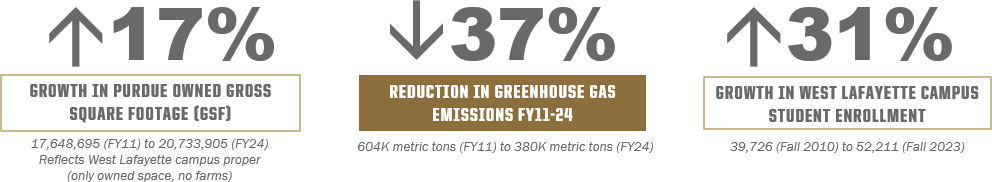 ↑17%
GROWTH IN PURDUE OWNED GROSS
SQUARE FOOTAGE (GSF)
17,648,695 (FY11) to 20,733,905 (FY24)
Reflects West Lafayette campus proper
(only owned space, no farms)
↓37%
REDUCTION IN GREENHOUSE GAS
EMISSIONS FY11-24
604K metric tons (FY11) to 380K metric tons (FY24)
↑31%
GROWTH IN WEST LAFAYETTE CAMPUS
STUDENT ENROLLMENT
39,726 (Fall 2010) to 52,211 (Fall 2023)